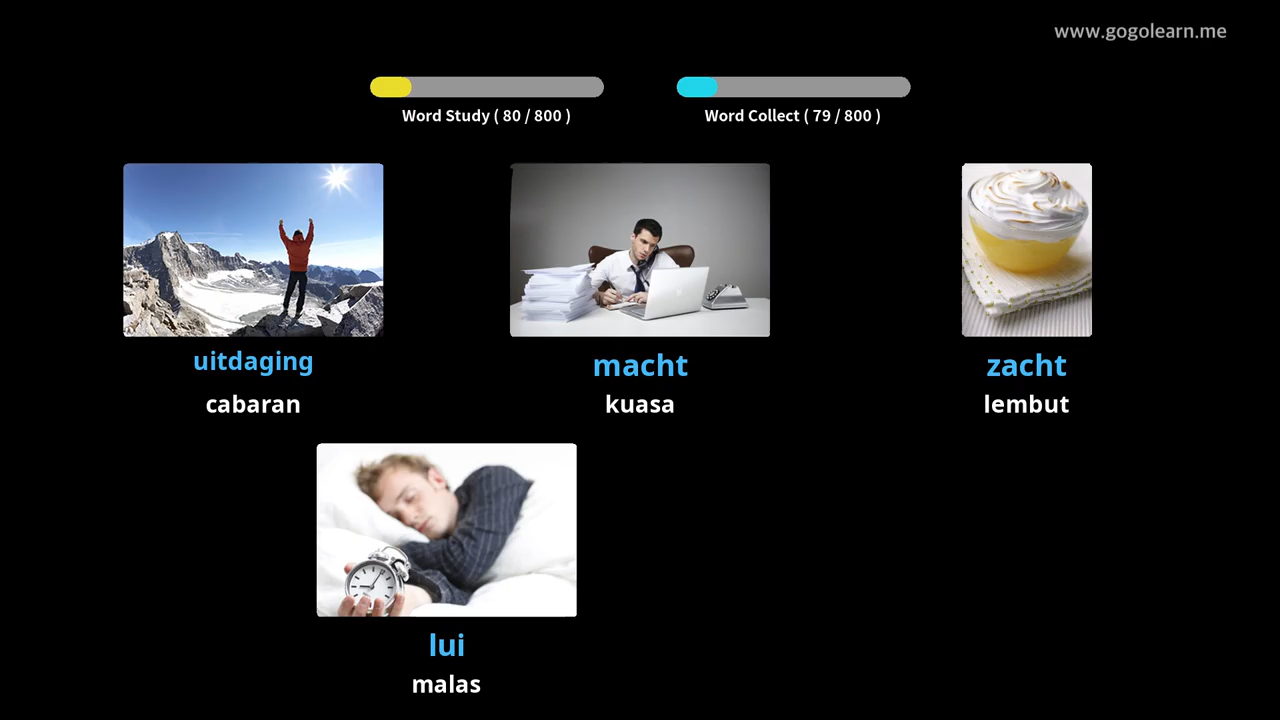 www.gogolearn.me
Word Study ( 80 / 800 )
Word Collect ( 79 / 800 )
uitdaging
cabaran
macht
kuasa
zacht
lembut
lui
malas